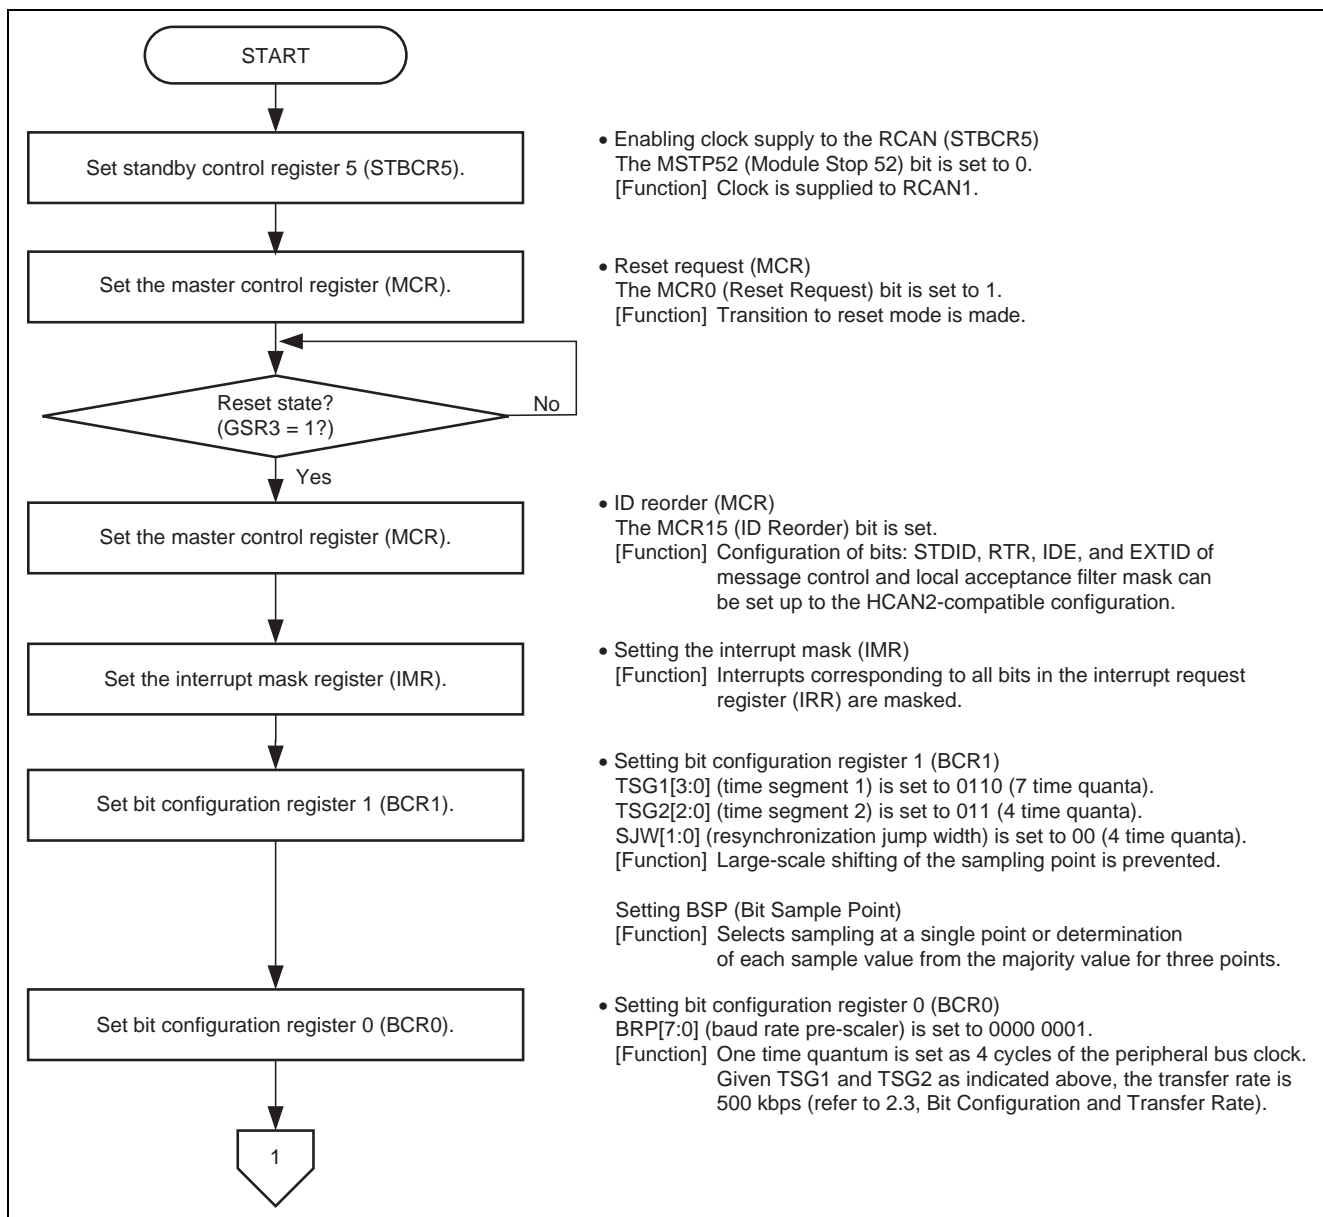 START
Set standby control register 5 (STBCR5).
• Enabling clock supply to the RCAN (STBCR5)
The MSTP52 (Module Stop 52) bit is set to 0.
[Function] Clock is supplied to RCAN1.
Set the master control register (MCR).
• Reset request (MCR)
The MCR0 (Reset Request) bit is set to 1.
[Function] Transition to reset mode is made.
Reset state?
(GSR3 = 1?)
No
Yes
Set the master control register (MCR).
• ID reorder (MCR)
The MCR15 (ID Reorder) bit is set.
[Function] Configuration of bits: STDID, RTR, IDE, and EXTID of
message control and local acceptance filter mask can
be set up to the HCAN2-compatible configuration.
Set the interrupt mask register (IMR).
• Setting the interrupt mask (IMR)
[Function] Interrupts corresponding to all bits in the interrupt request
register (IRR) are masked.
Set bit configuration register 1 (BCR1).
• Setting bit configuration register 1 (BCR1)
TSG1[3:0] (time segment 1) is set to 0110 (7 time quanta).
TSG2[2:0] (time segment 2) is set to 011 (4 time quanta).
SJW[1:0] (resynchronization jump width) is set to 00 (4 time quanta).
[Function] Large-scale shifting of the sampling point is prevented.
Setting BSP (Bit Sample Point)
[Function] Selects sampling at a single point or determination
of each sample value from the majority value for three points.
Set bit configuration register 0 (BCR0).
• Setting bit configuration register 0 (BCR0)
BRP[7:0] (baud rate pre-scaler) is set to 0000 0001.
[Function] One time quantum is set as 4 cycles of the peripheral bus clock.
Given TSG1 and TSG2 as indicated above, the transfer rate is
500 kbps (refer to 2.3, Bit Configuration and Transfer Rate).
1